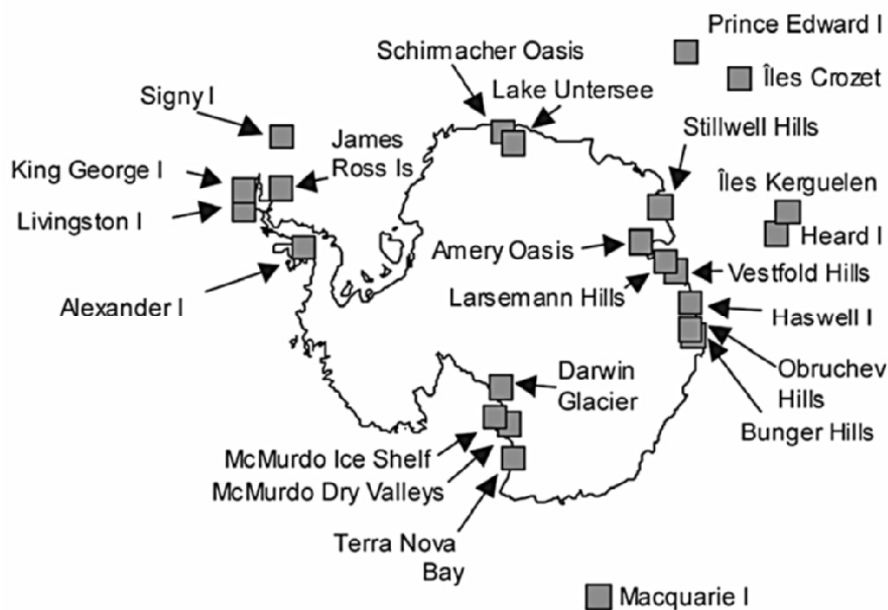 Prince Edward I
Schirmacher Oasis
Îles Crozet
Lake Untersee
Signy I
Stillwell Hills
James
Ross Is
King George I
Îles Kerguelen
Livingston I
Heard I
Amery Oasis
Vestfold Hills
Larsemann Hills
Alexander I
Haswell I
Darwin
Glacier
Obruchev
Hills
Bunger Hills
McMurdo Ice Shelf
McMurdo Dry Valleys
Terra Nova
Bay
Macquarie I